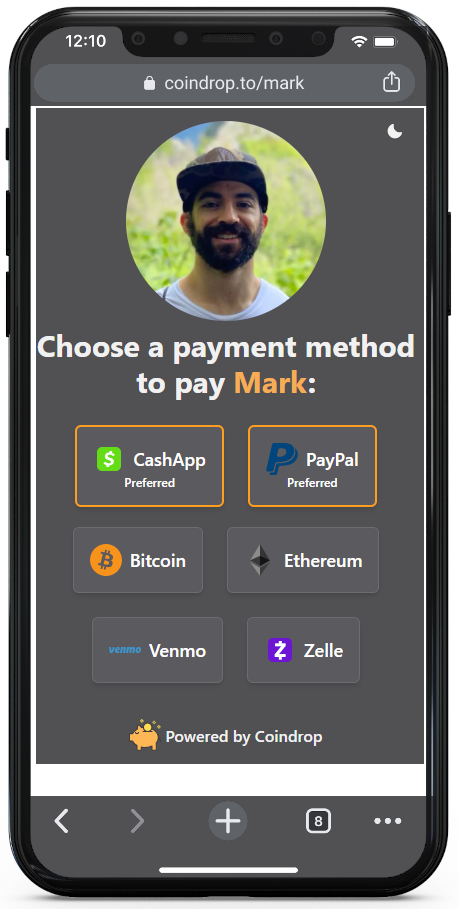 12:10
coindrop.to/mark
Choose a payment method
to pay Mark:
CashApp
Preferred
PayPal
Preferred
Bitcoin
Ethereum
venmo Venmo
Zelle
Powered by Coindrop
8